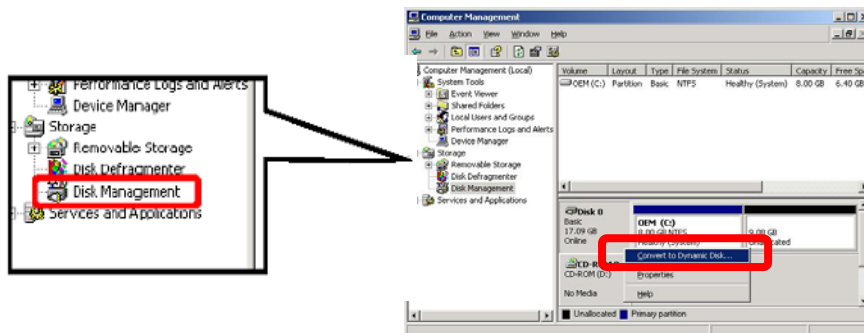 Performance Logs and Alerts
Device Manager
Storage
Removable Storage
Disk Defragmenter
Disk Management
Services and Applications
Computer Management
File Action View Window Help
Computer Management (Local)
System Tools
Event Viewer
Shared Folders
Local Users and Groups
Performance Logs and Alerts
Device Manager
Storage
Removable Storage
Disk Defragmenter
Disk Management
Services and Applications
Volume Layout Type File System Status Capacity Free Sp
OEM (C:) Partition Basic NTFS Healthy (System) 8.00 GB 6.40 GB
Disk 0
Basic
17.09 GB
Online
OEM (C:)
8.00 GB NTFS
Healthy (System)
9.08 GB
Unallocated
Convert to Dynamic Disk...
Properties
Help
CD-ROM (D:)
No Media
Unallocated Primary partition